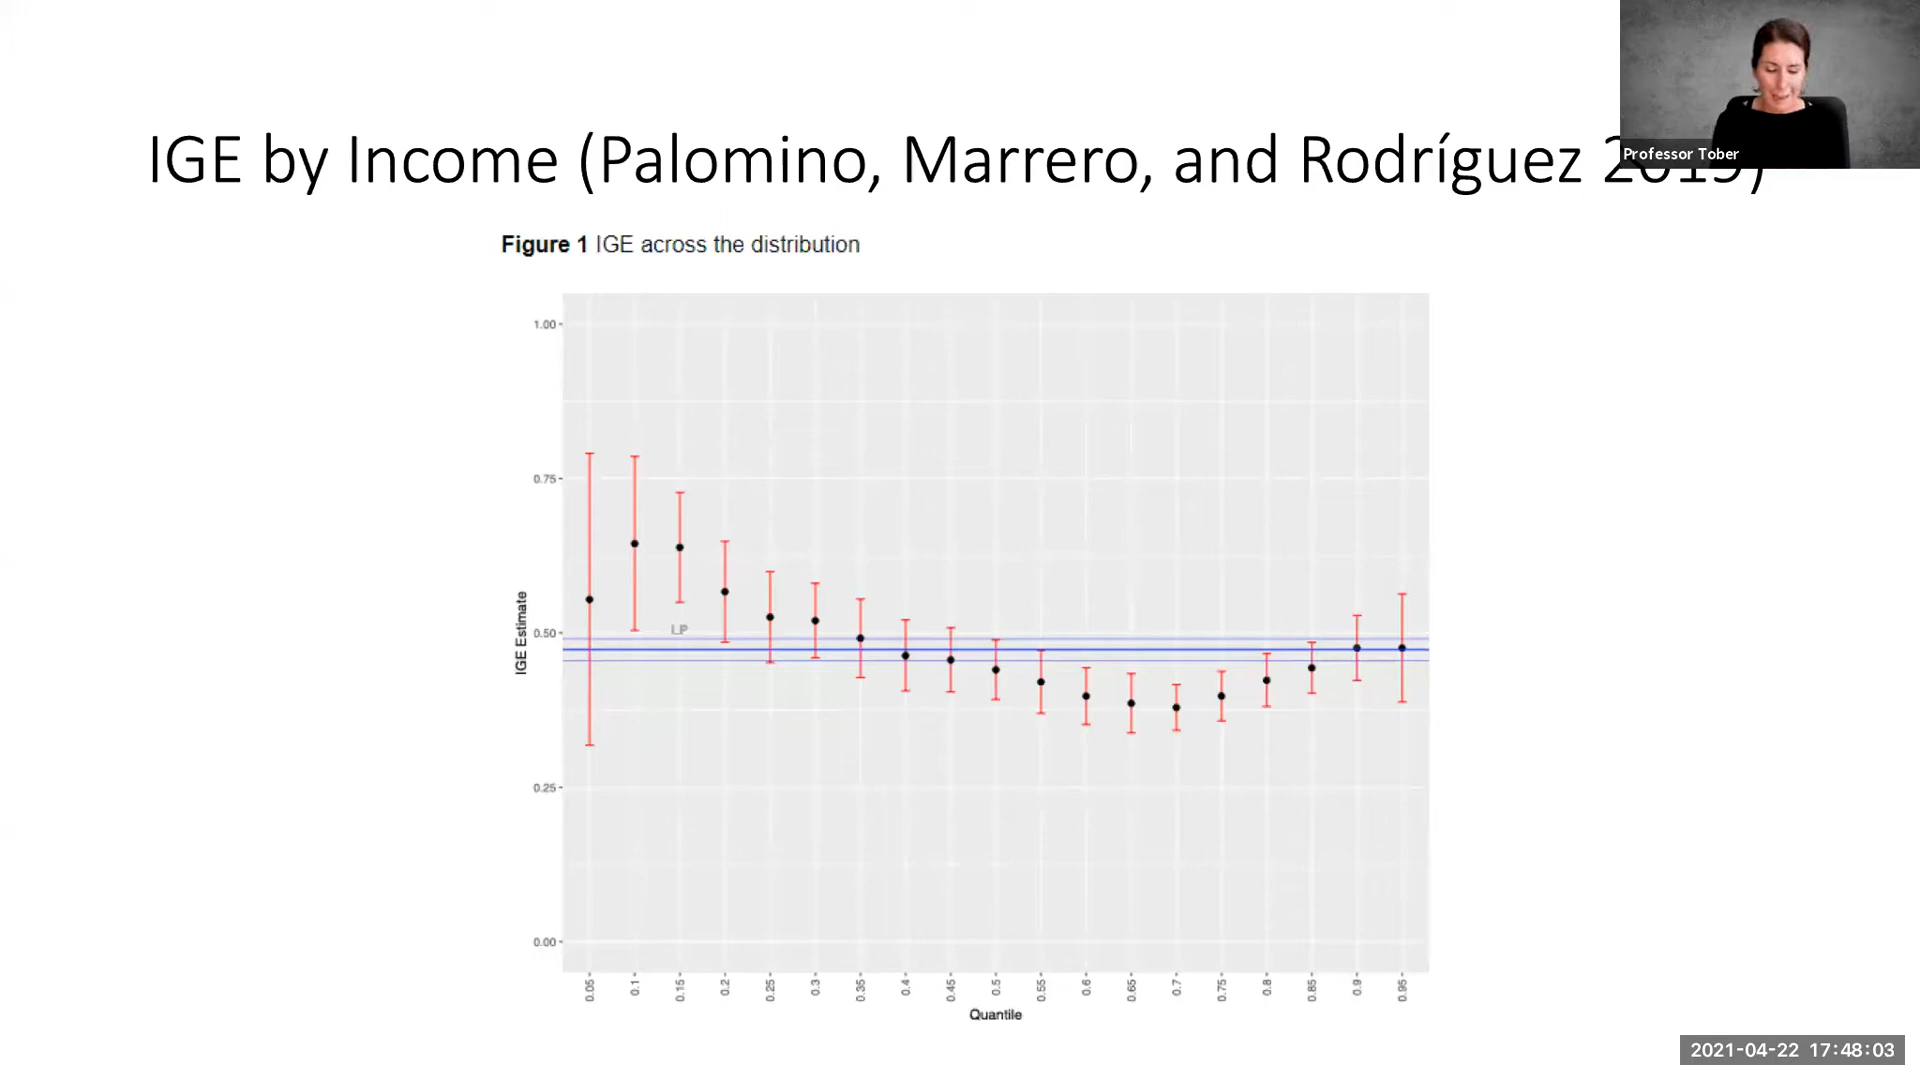 IGE by Income (Palomino, Marrero, and Rodríguez
Professor Tober
Figure 1 IGE across the distribution
1.00
0.75
0.50
0.25
0.00
IGE Estimate
LP
0.05 0.1 0.15 0.2 0.25 0.3 0.35 0.4 0.45 0.5 0.55 0.6 0.65 0.7 0.75 0.8 0.85 0.9 0.95
Quantile
2021-04-22 17:48:03